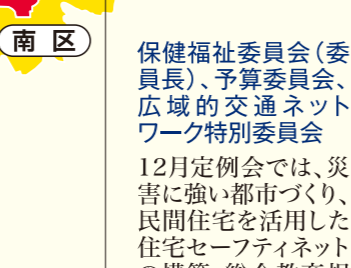 南 区
保健福祉委員会（委
員長）、予算委員会、
広域的交通ネット
ワーク特別委員会
12月定例会では、災
害に強い都市づくり、
民間住宅を活用した
住宅セーフティネット